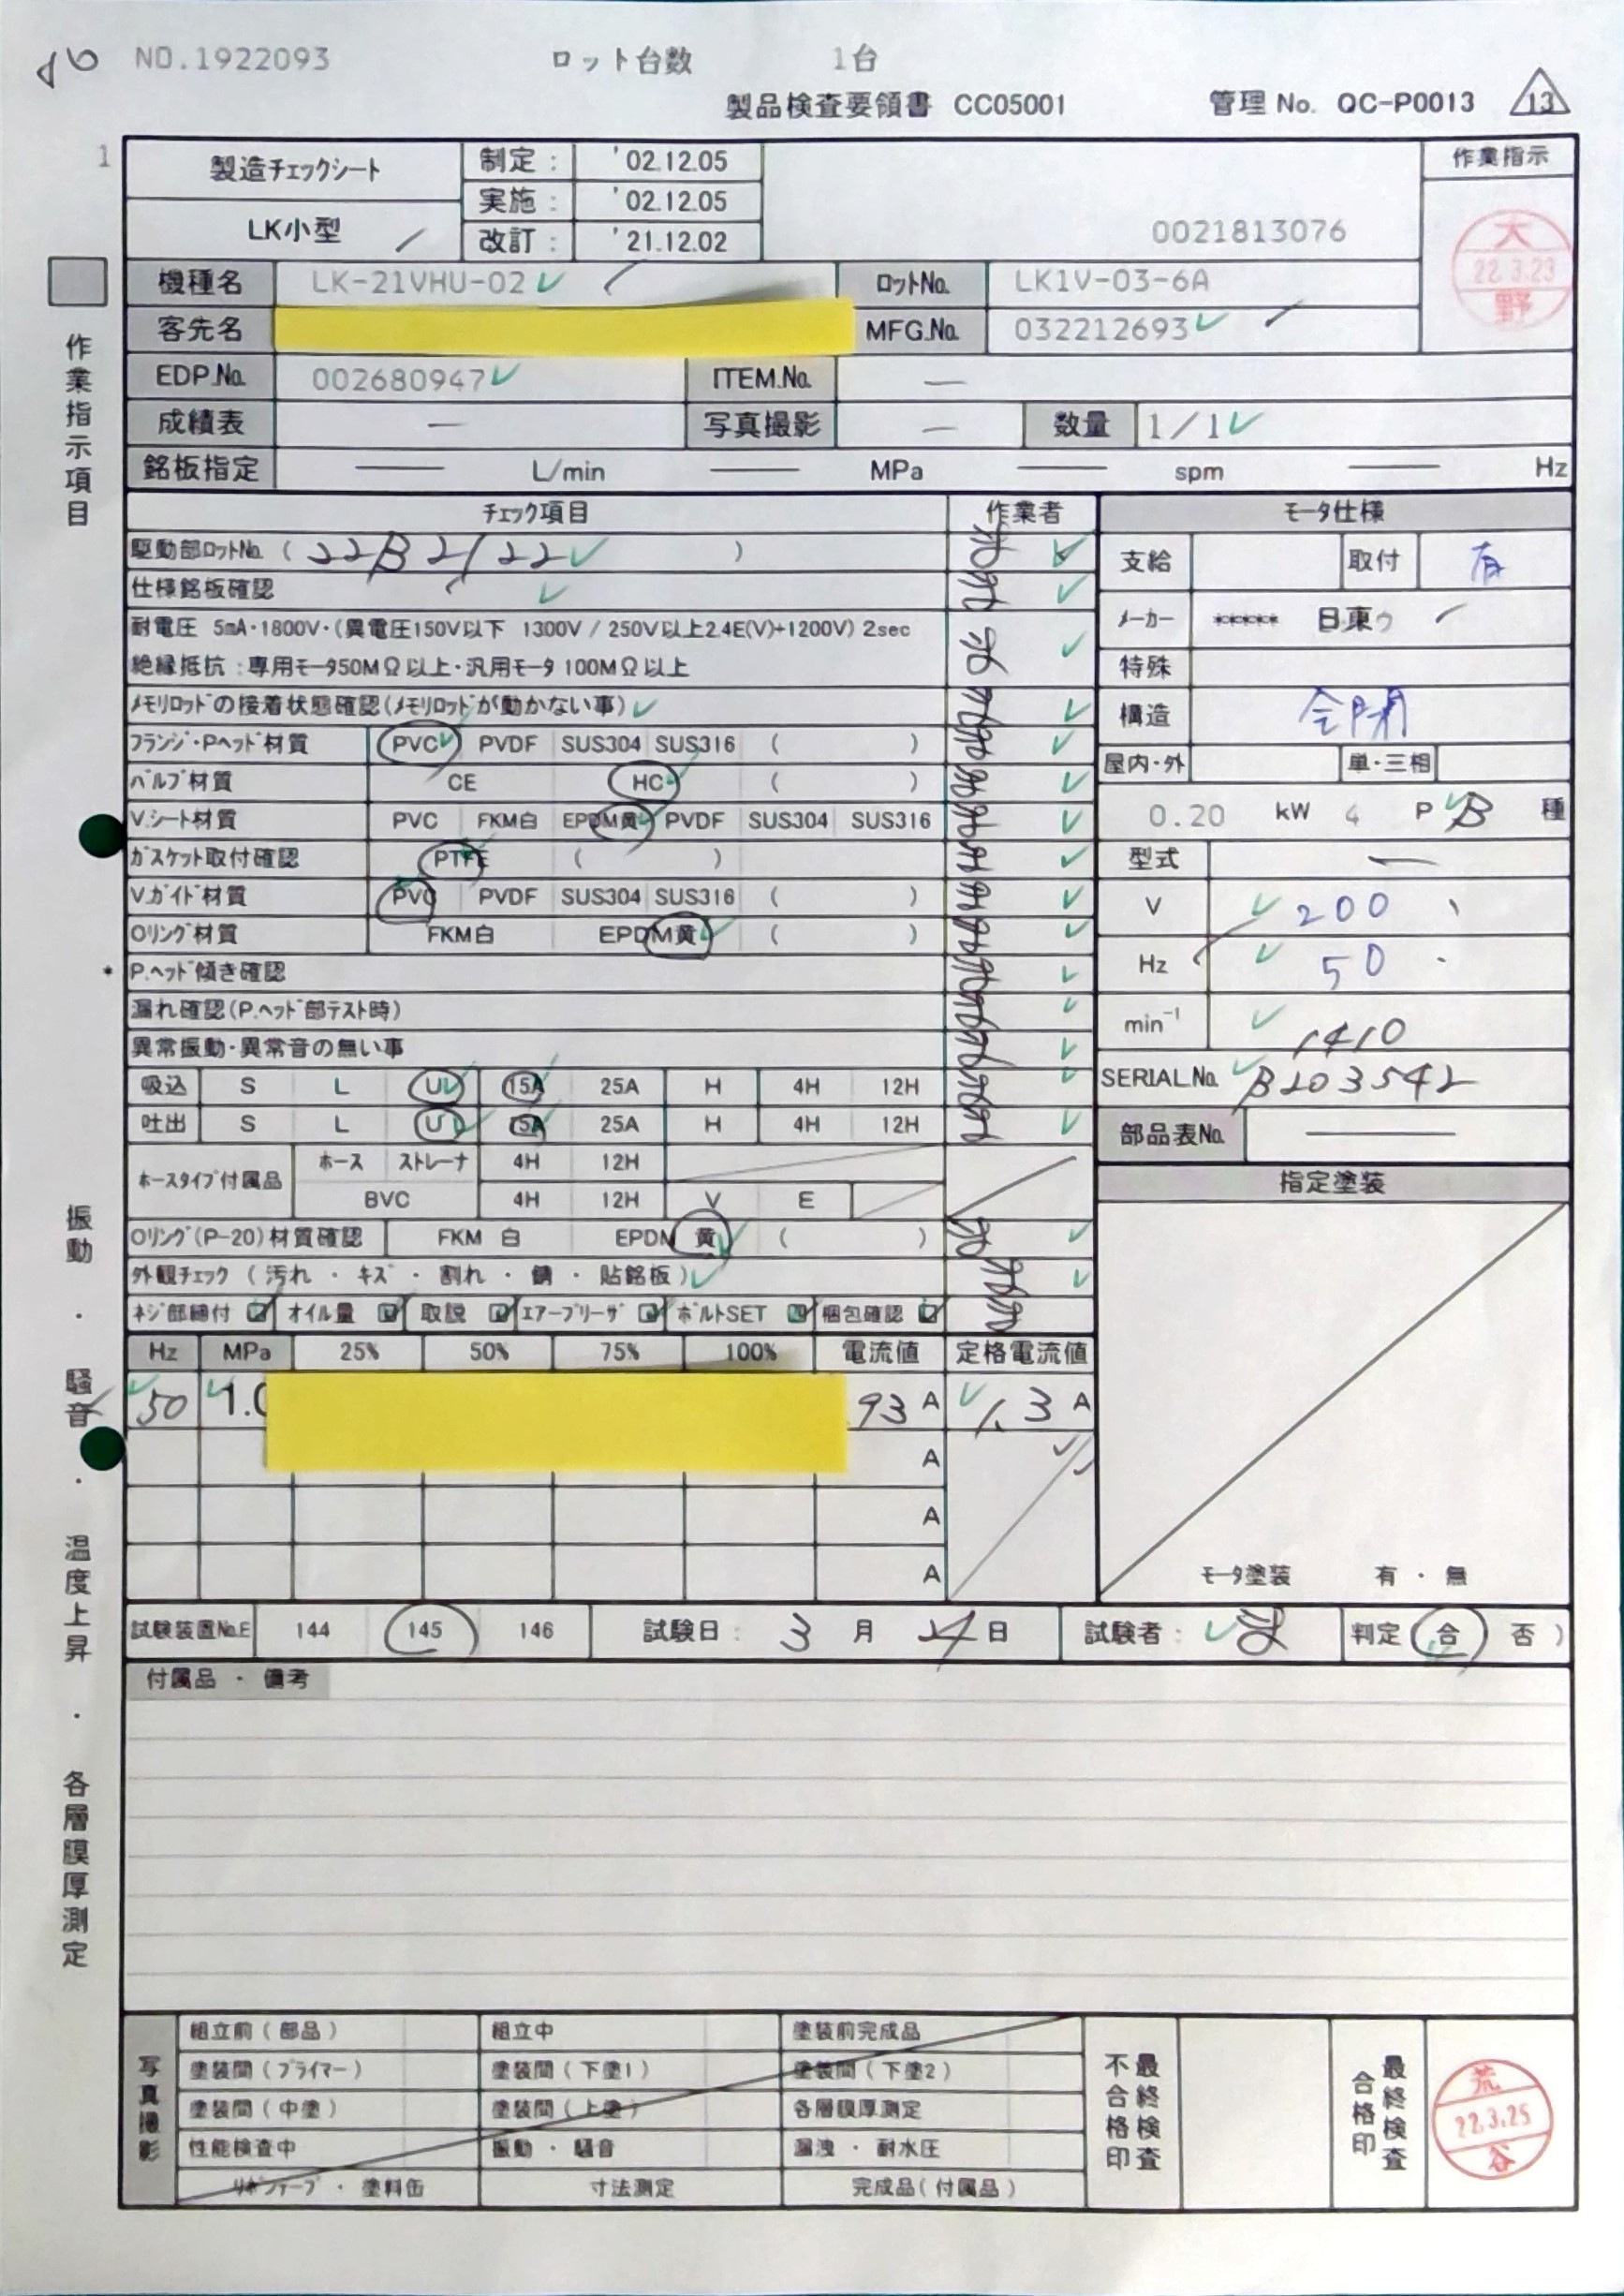 NO.1922093 ロット台数 1台
製品検査要領書 CC05001 管理 No. QC-P0013 13
1
製造チェックシート 制定: '02.12.05 作業指示
実施: '02.12.05
LK小型 改訂: '21.12.02 0021813076
大 22.3.23 野
機種名 LK-21VHU-02 ロットNo. LK1V-03-6A
客先名 MFG.No. 032212693
EDP.No. 002680947 ITEM.No. —
成績表 — 写真撮影 — 数量 1/1
銘板指定 — L/min — MPa — spm — Hz
作業指示項目
チェック項目 作業者 モータ仕様
駆動部ロットNo. ( 22B21/22 )
仕様銘板確認
耐電圧 5mA・1800V・(異電圧150V以下 1300V / 250V以上2.4E(V)+1200V) 2sec
絶縁抵抗:専用モータ50MΩ以上・汎用モータ100MΩ以上
メモリロッドの接着状態確認(メモリロッドが動かない事)
フランジ・Pヘッド材質 PVC PVDF SUS304 SUS316 ( )
バルブ材質 CE HC ( )
V.シート材質 PVC FKM白 EPDM黄 PVDF SUS304 SUS316
ガスケット取付確認 PTFE ( )
V.ガイド材質 PVC PVDF SUS304 SUS316 ( )
Oリング材質 FKM白 EPDM黄 ( )
* P.ヘッド傾き確認
漏れ確認(P.ヘッド部テスト時)
異常振動・異常音の無い事
吸込 S L U 15A 25A H 4H 12H
吐出 S L U 15A 25A H 4H 12H
ホースタイプ付属品 ホース ストレーナ 4H 12H
BVC 4H 12H V E
Oリング(P-20)材質確認 FKM 白 EPDM 黄 ( )
外観チェック (汚れ ・ キズ ・ 割れ ・ 錆 ・ 貼銘板)
ネジ部締付 オイル量 取説 エアーブリーザ ボルトSET 梱包確認
支給 取付 有
メーカー ***** 日東ゥ
特殊
構造 全閉
屋内・外 単・三相
0.20 kW 4 P B 種
型式 —
V 200
Hz 50
min⁻¹ 1410
SERIAL.No. B203542
部品表No. —
指定塗装
モータ塗装 有 ・ 無
Hz MPa 25% 50% 75% 100% 電流値 定格電流値
50 1.0 93 A 1.3 A
A
A
A
試験装置No.E 144 145 146 試験日: 3 月 24 日 試験者: 判定( 合 否 )
付属品 ・ 備考
振動 ・ 騒音 ・ 温度上昇 ・ 各層膜厚測定
写真撮影
組立前(部品) 組立中 塗装前完成品
塗装間(プライマー) 塗装間(下塗1) 塗装間(下塗2)
塗装間(中塗) 塗装間(上塗) 各層膜厚測定
性能検査中 振動 ・ 騒音 漏洩 ・ 耐水圧
・ 塗料缶 寸法測定 完成品(付属品)
最終検査不合格印 最終検査合格印
荒 22.3.25 谷